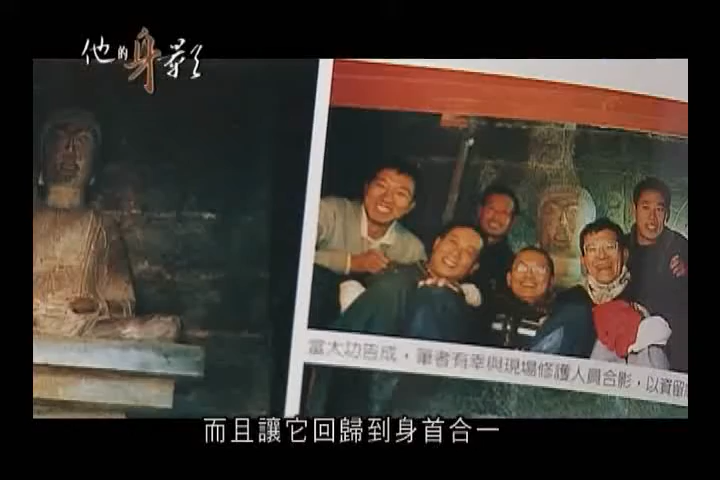 他的身影
當大功告成，筆者有幸與現場修護人員合影，以資留
而且讓它回歸到身首合一